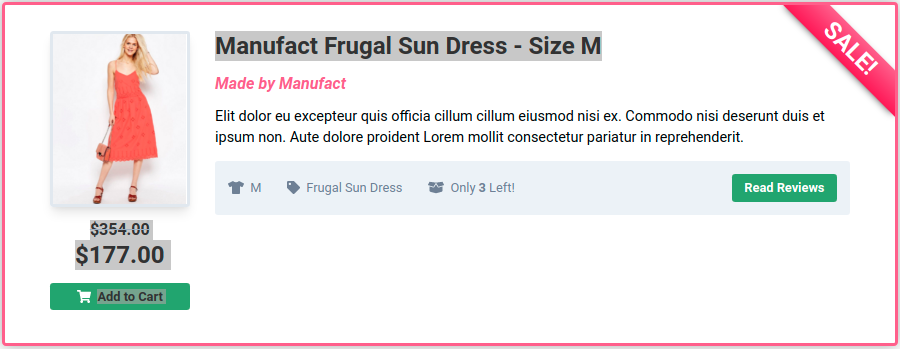 Manufact Frugal Sun Dress - Size M
SALE!
Made by Manufact
Elit dolor eu excepteur quis officia cillum cillum eiusmod nisi ex. Commodo nisi deserunt duis et
ipsum non. Aute dolore proident Lorem mollit consectetur pariatur in reprehenderit.
M Frugal Sun Dress Only 3 Left! Read Reviews
$354.00
$177.00
Add to Cart